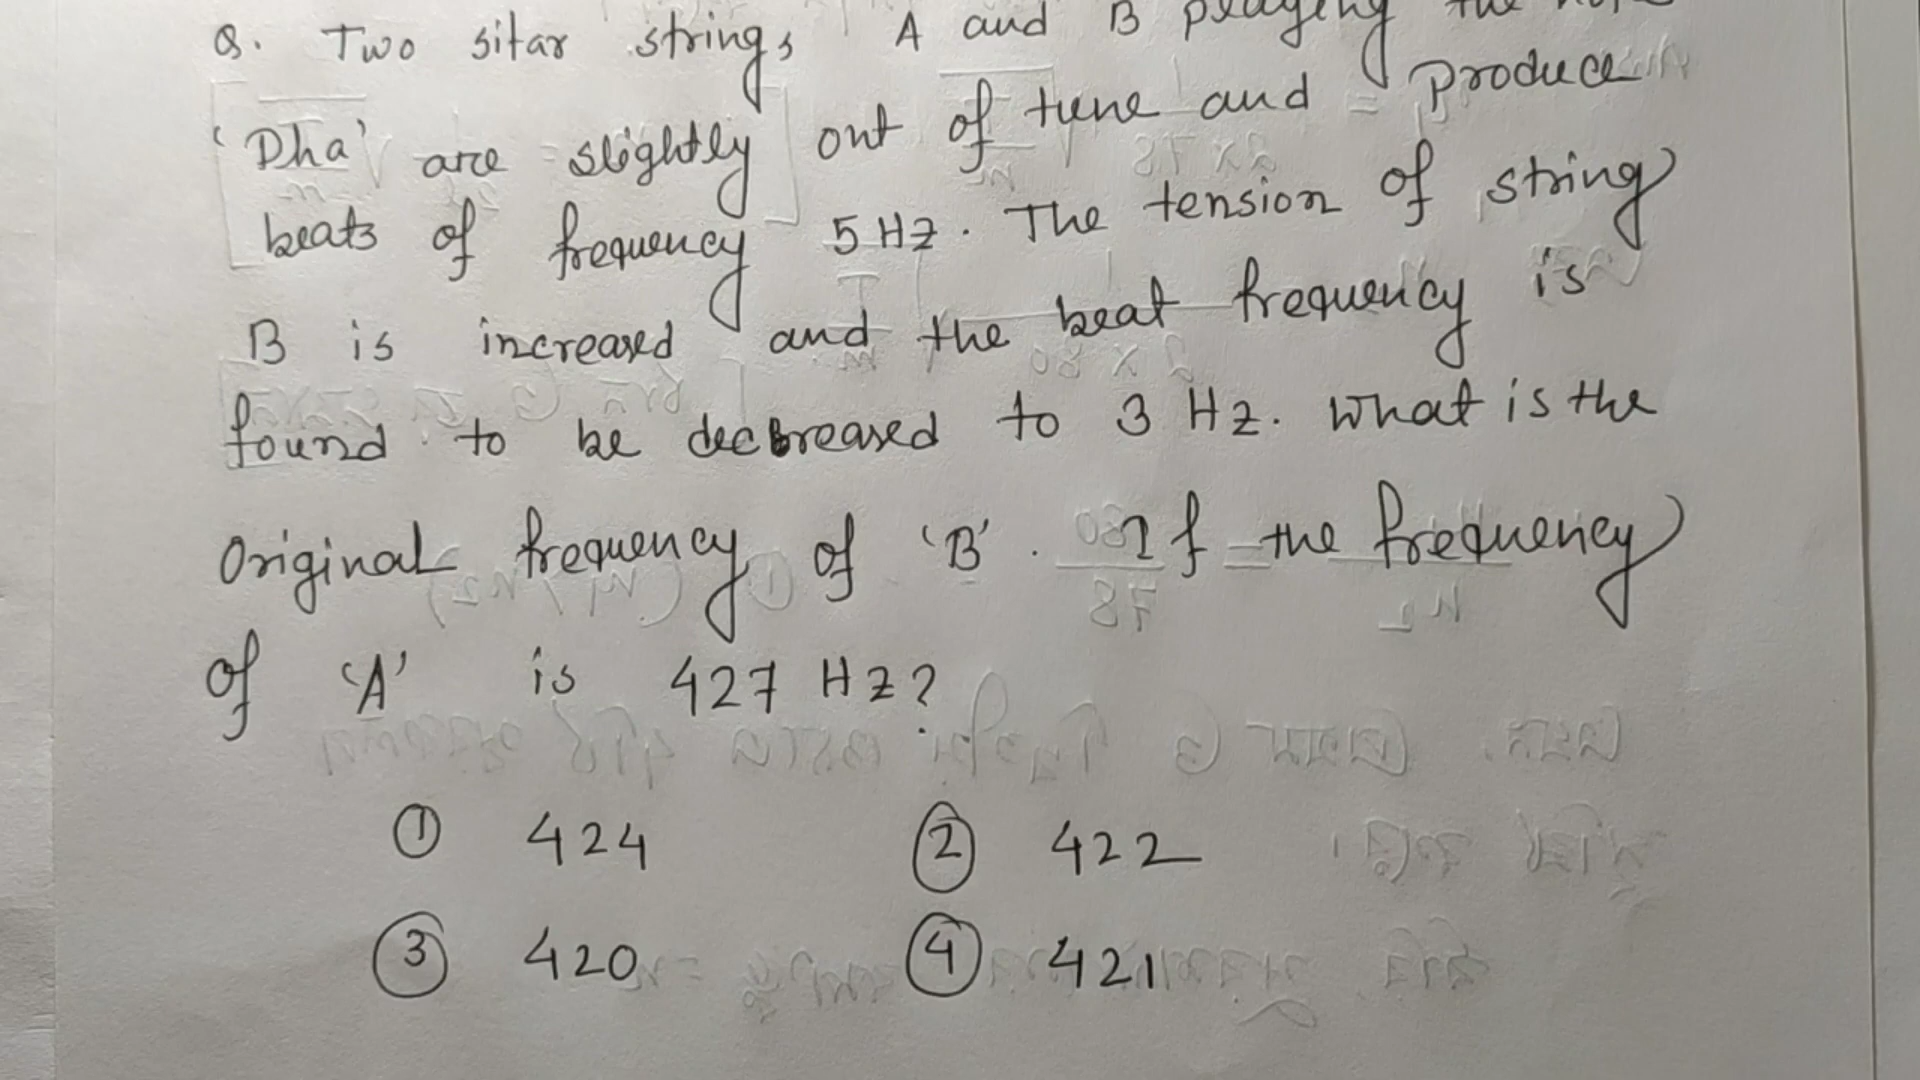 Q. Two sitar strings A and B playing the
'Dha' are slightly out of tune and produce
beats of frequency 5 Hz. The tension of string
B is increased and the beat frequency is
found to be decreased to 3 Hz. What is the
Original frequency of 'B'. If the frequency
of 'A' is 427 Hz?
① 424 ② 422
③ 420 ④ 421